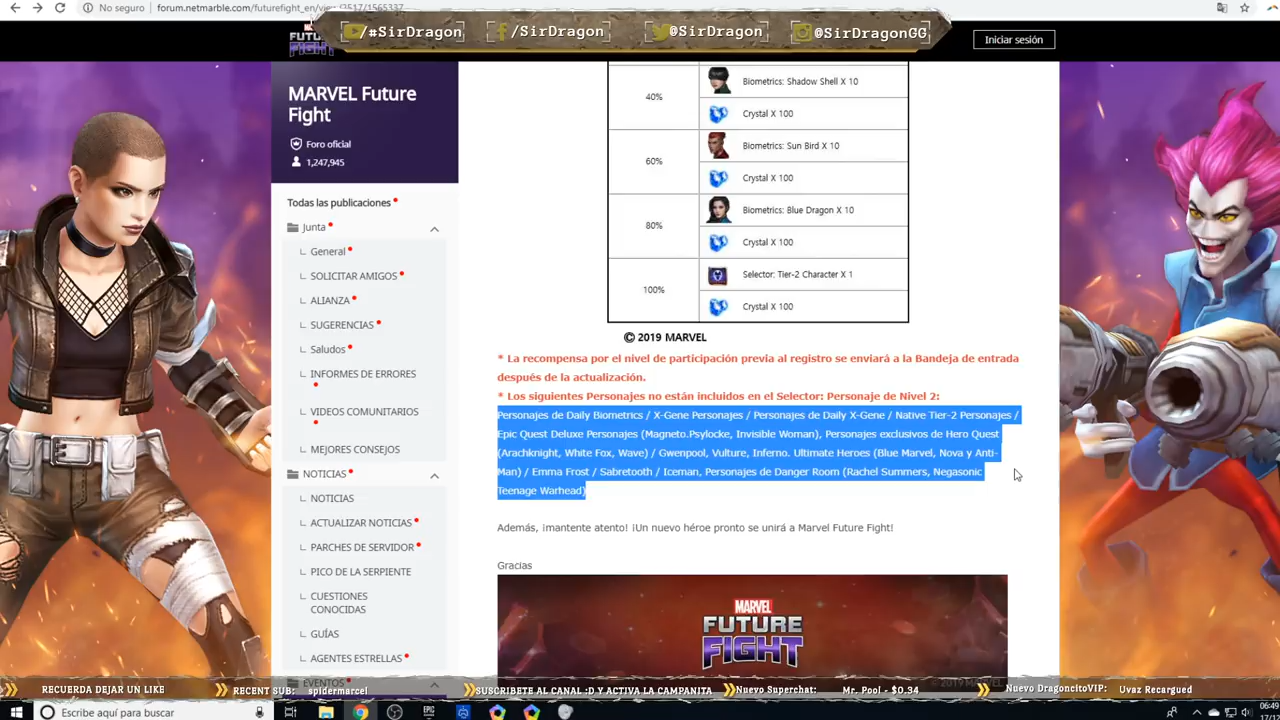 No seguro
forum.netmarble.com/futurefight_en/view/2517/1565337
/#SirDragon
/SirDragon
@SirDragon
@SirDragonGG
Iniciar sesión
MARVEL Future
Fight
Foro oficial
1,247,945
Todas las publicaciones
Junta
General
SOLICITAR AMIGOS
ALIANZA
SUGERENCIAS
Saludos
INFORMES DE ERRORES
VIDEOS COMUNITARIOS
MEJORES CONSEJOS
NOTICIAS
NOTICIAS
ACTUALIZAR NOTICIAS
PARCHES DE SERVIDOR
PICO DE LA SERPIENTE
CUESTIONES
CONOCIDAS
GUÍAS
AGENTES ESTRELLAS
EVENTOS
40%
Biometrics: Shadow Shell X 10
Crystal X 100
60%
Biometrics: Sun Bird X 10
Crystal X 100
80%
Biometrics: Blue Dragon X 10
Crystal X 100
100%
Selector: Tier-2 Character X 1
Crystal X 100
© 2019 MARVEL
* La recompensa por el nivel de participación previa al registro se enviará a la Bandeja de entrada
después de la actualización.
* Los siguientes Personajes no están incluidos en el Selector: Personaje de Nivel 2:
Personajes de Daily Biometrics / X-Gene Personajes / Personajes de Daily X-Gene / Native Tier-2 Personajes /
Epic Quest Deluxe Personajes (Magneto.Psylocke, Invisible Woman), Personajes exclusivos de Hero Quest
(Arachknight, White Fox, Wave) / Gwenpool, Vulture, Inferno. Ultimate Heroes (Blue Marvel, Nova y Anti-
Man) / Emma Frost / Sabretooth / Iceman, Personajes de Danger Room (Rachel Summers, Negasonic
Teenage Warhead)
Además, ¡mantente atento! ¡Un nuevo héroe pronto se unirá a Marvel Future Fight!
Gracias
MARVEL
FUTURE
FIGHT
© 2019 MARVEL
RECUERDA DEJAR UN LIKE
RECENT SUB: spidermarcel
SUSCRIBETE AL CANAL :D Y ACTIVA LA CAMPANITA
Nuevo Superchat: Mr. Pool - $0.34
Nuevo DragoncitoVIP: Uvaz Recargued
Escribe aquí para buscar
06:49